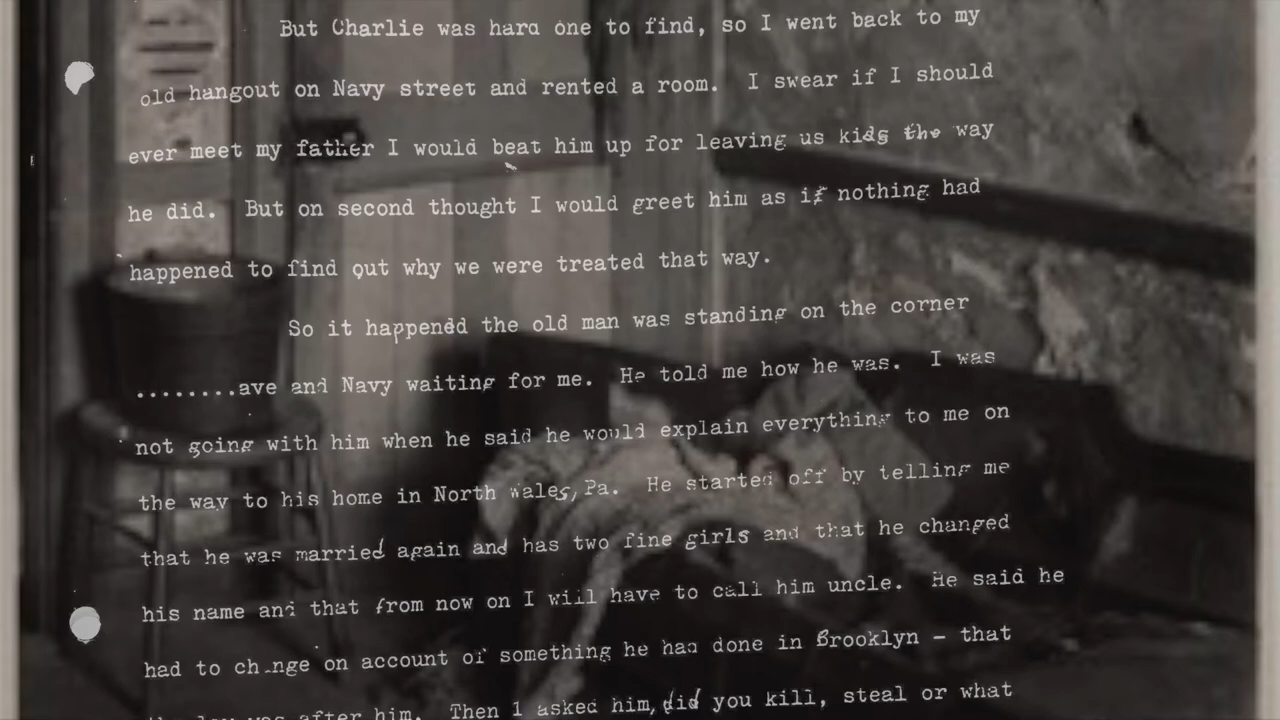 But Charlie was hard one to find, so I went back to my
old hangout on Navy street and rented a room. I swear if I should
ever meet my father I would beat him up for leaving us kids the way
he did. But on second thought I would greet him as if nothing had
happened to find out why we were treated that way.
So it happened the old man was standing on the corner
........ave and Navy waiting for me. He told me how he was. I was
not going with him when he said he would explain everything to me on
the way to his home in North Wales, Pa. He started off by telling me
that he was married again and has two fine girls and that he changed
his name and that from now on I will have to call him uncle. He said he
had to ch.nge on account of something he had done in Brooklyn - that
the law was after him. Then I asked him, did you kill, steal or what